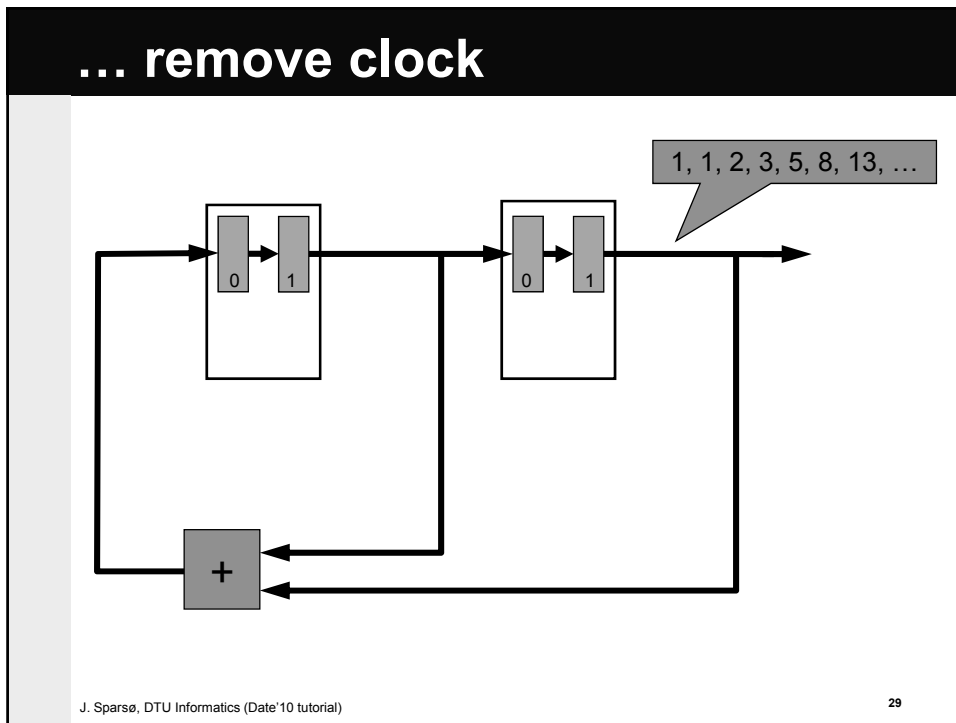 ... remove clock
1, 1, 2, 3, 5, 8, 13, ...
0 1 0 1
+
J. Sparsø, DTU Informatics (Date'10 tutorial)
29